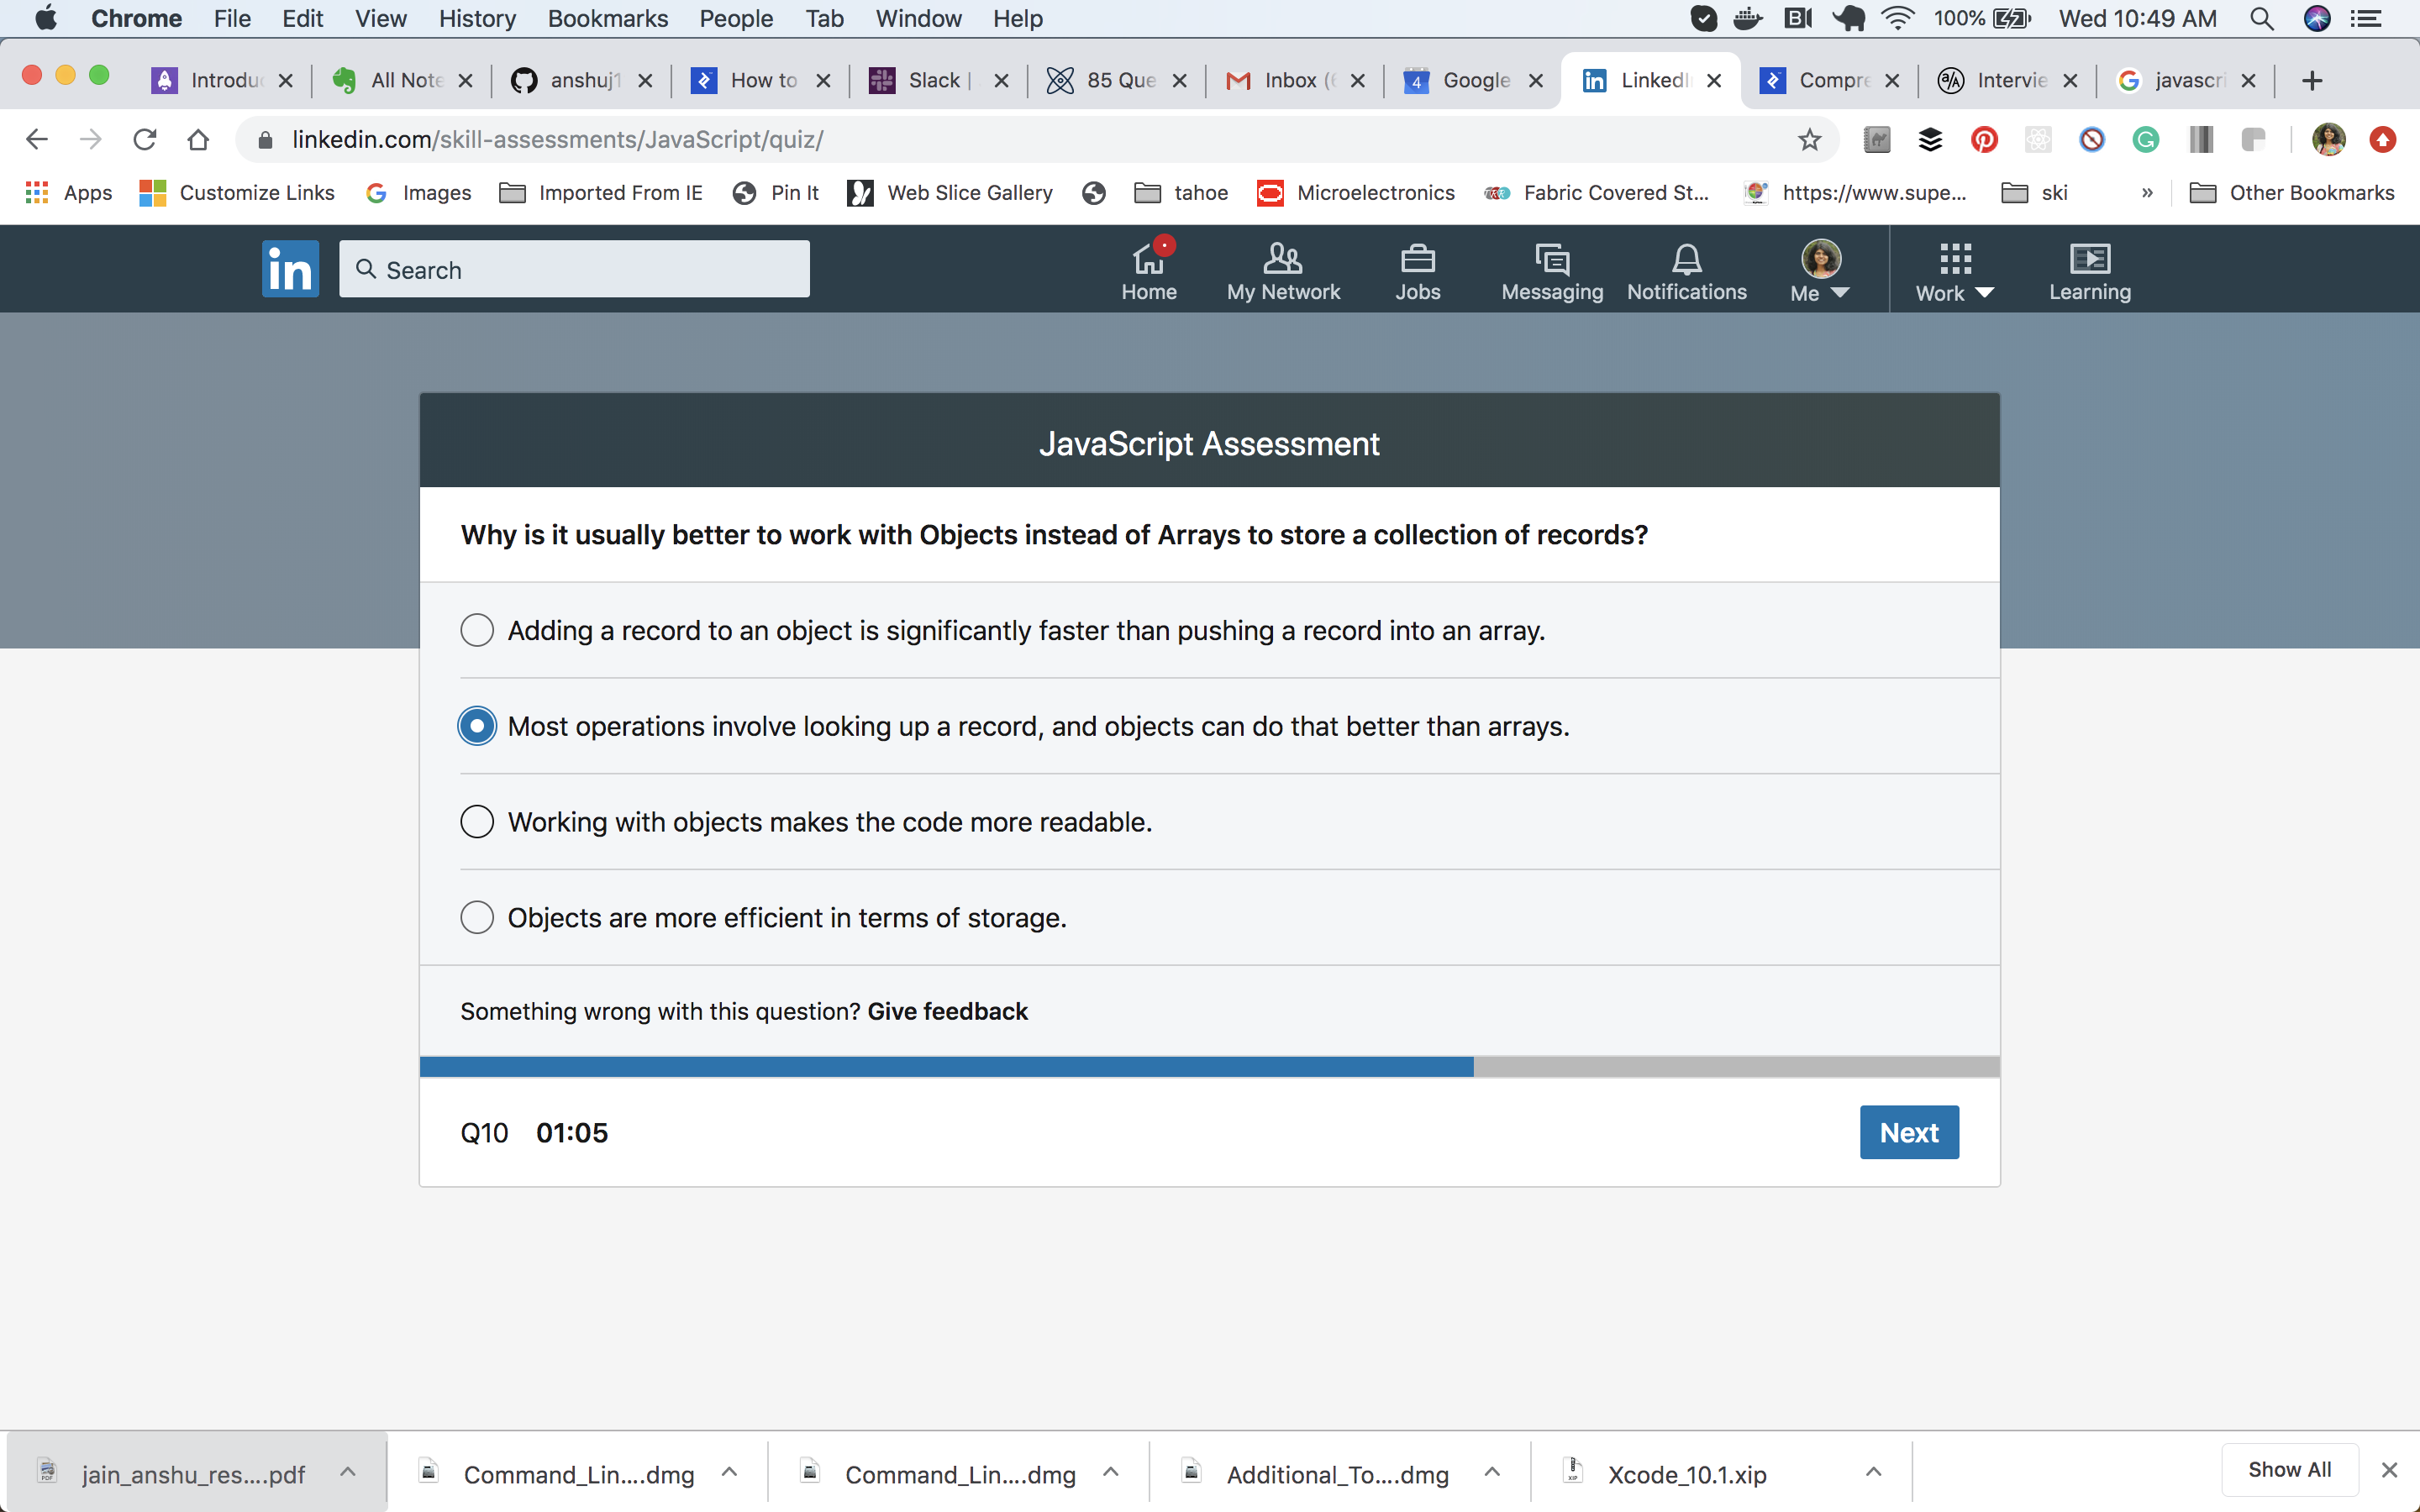 Chrome File Edit View History Bookmarks People Tab Window Help 100% Wed 10:49 AM
Introdu All Note anshuj1 How to Slack | 85 Que Inbox (6 Google LinkedI Compre Intervie javascri
linkedin.com/skill-assessments/JavaScript/quiz/
Apps Customize Links Images Imported From IE Pin It Web Slice Gallery tahoe Microelectronics Fabric Covered St... https://www.supe... ski » Other Bookmarks
in Search Home My Network Jobs Messaging Notifications Me Work Learning
JavaScript Assessment
Why is it usually better to work with Objects instead of Arrays to store a collection of records?
Adding a record to an object is significantly faster than pushing a record into an array.
Most operations involve looking up a record, and objects can do that better than arrays.
Working with objects makes the code more readable.
Objects are more efficient in terms of storage.
Something wrong with this question? Give feedback
Q10 01:05 Next
jain_anshu_res....pdf Command_Lin....dmg Command_Lin....dmg Additional_To....dmg Xcode_10.1.xip Show All